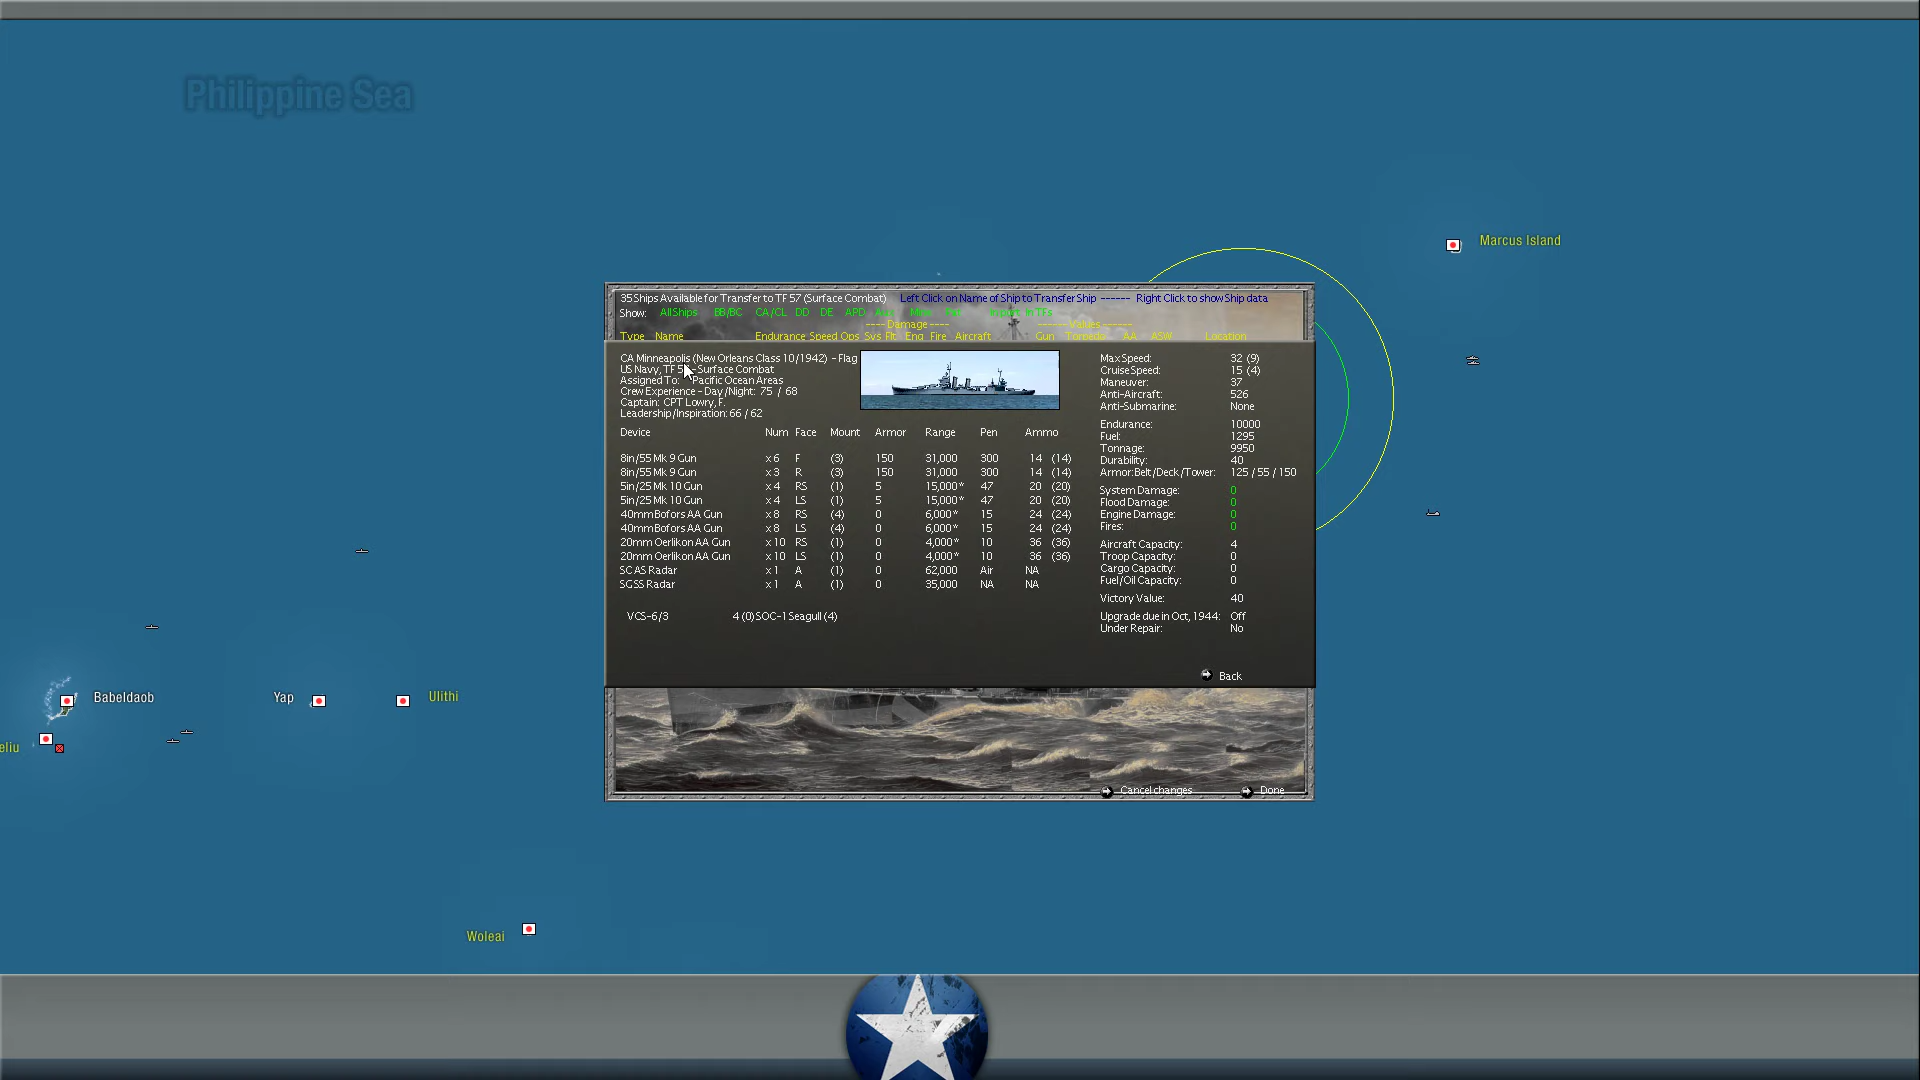 Philippine Sea
Marcus Island
35 Ships Available for Transfer to TF 57 (Surface Combat) Left Click on Name of Ship to Transfer Ship ------ Right Click to show Ship data
Show: All Ships BB/BC CA/CL DD DE APD In TFs
---- Damage ---- ------ Values ------
Type Name Endurance Speed Ops Sys Flt Eng Fire Aircraft Gun Torpedo AA ASW Location
CA Minneapolis (New Orleans Class 10/1942) - Flag
US Navy, TF - Surface Combat
Assigned To: Pacific Ocean Areas
Crew Experience - Day/Night: 75 / 68
Captain: CPT Lowry, F.
Leadership/Inspiration: 66 / 62
Device Num Face Mount Armor Range Pen Ammo
8in/55 Mk 9 Gun x 6 F (3) 150 31,000 300 14 (14)
8in/55 Mk 9 Gun x 3 R (3) 150 31,000 300 14 (14)
5in/25 Mk 10 Gun x 4 RS (1) 5 15,000* 47 20 (20)
5in/25 Mk 10 Gun x 4 LS (1) 5 15,000* 47 20 (20)
40mm Bofors AA Gun x 8 RS (4) 0 6,000* 15 24 (24)
40mm Bofors AA Gun x 8 LS (4) 0 6,000* 15 24 (24)
20mm Oerlikon AA Gun x 10 RS (1) 0 4,000* 10 36 (36)
20mm Oerlikon AA Gun x 10 LS (1) 0 4,000* 10 36 (36)
SC AS Radar x 1 A (1) 0 62,000 Air NA
SG SS Radar x 1 A (1) 0 35,000 NA NA
VCS-6/3 4 (0) SOC-1 Seagull (4)
Max Speed: 32 (9)
Cruise Speed: 15 (4)
Maneuver: 37
Anti-Aircraft: 526
Anti-Submarine: None
Endurance: 10000
Fuel: 1295
Tonnage: 9950
Durability: 40
Armor: Belt/Deck/Tower: 125 / 55 / 150
System Damage: 0
Flood Damage: 0
Engine Damage: 0
Fires: 0
Aircraft Capacity: 4
Troop Capacity: 0
Cargo Capacity: 0
Fuel/Oil Capacity: 0
Victory Value: 40
Upgrade due in Oct, 1944: Off
Under Repair: No
Back
Cancel changes Done
Babeldaob
Yap
Ulithi
eliu
Woleai